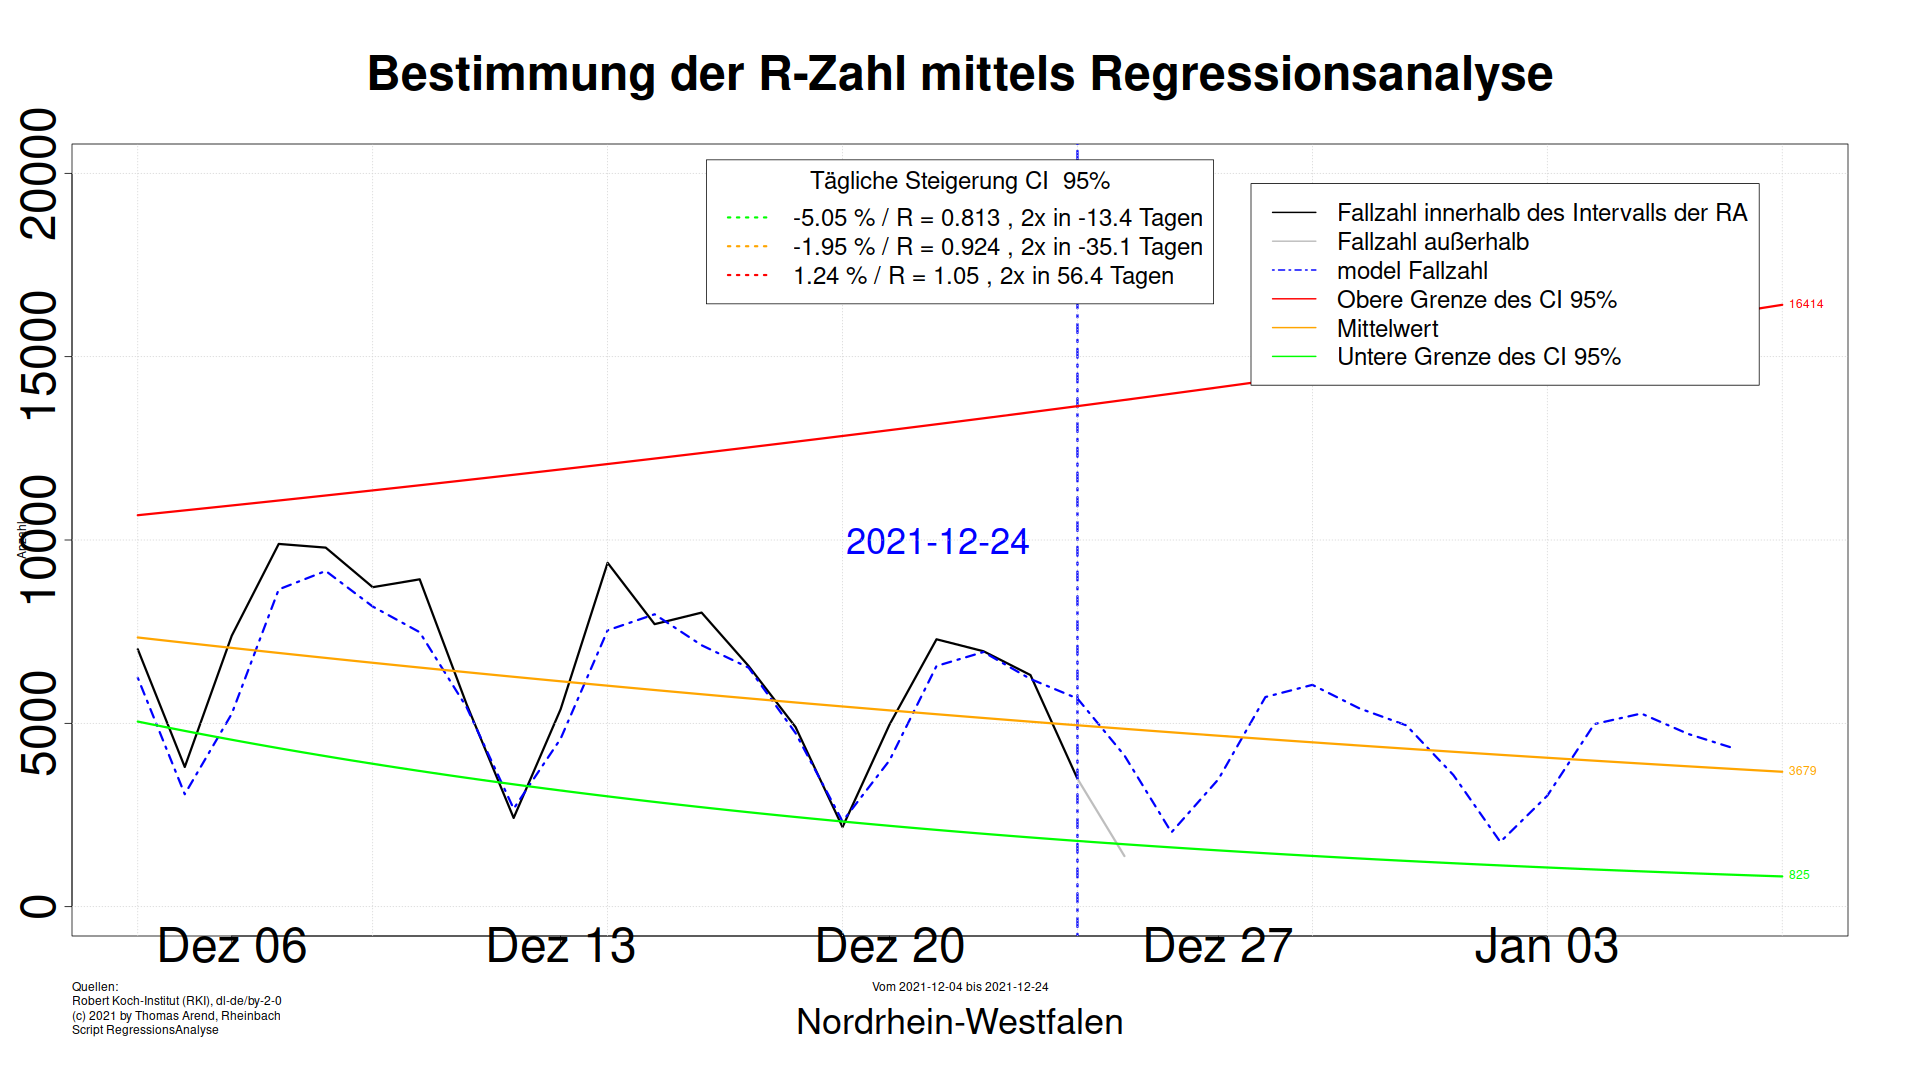 Bestimmung der R-Zahl mittels Regressionsanalyse
Anzahl
20000
15000
10000
5000
0
Tägliche Steigerung CI  95%
-5.05 % / R = 0.813 , 2x in -13.4 Tagen
-1.95 % / R = 0.924 , 2x in -35.1 Tagen
1.24 % / R = 1.05 , 2x in 56.4 Tagen
Fallzahl innerhalb des Intervalls der RA
Fallzahl außerhalb
model Fallzahl
Obere Grenze des CI 95%
Mittelwert
Untere Grenze des CI 95%
16414
2021-12-24
3679
825
Dez 06 Dez 13 Dez 20 Dez 27 Jan 03
Quellen:
Robert Koch-Institut (RKI), dl-de/by-2-0
(c) 2021 by Thomas Arend, Rheinbach
Script RegressionsAnalyse
Vom 2021-12-04 bis 2021-12-24
Nordrhein-Westfalen